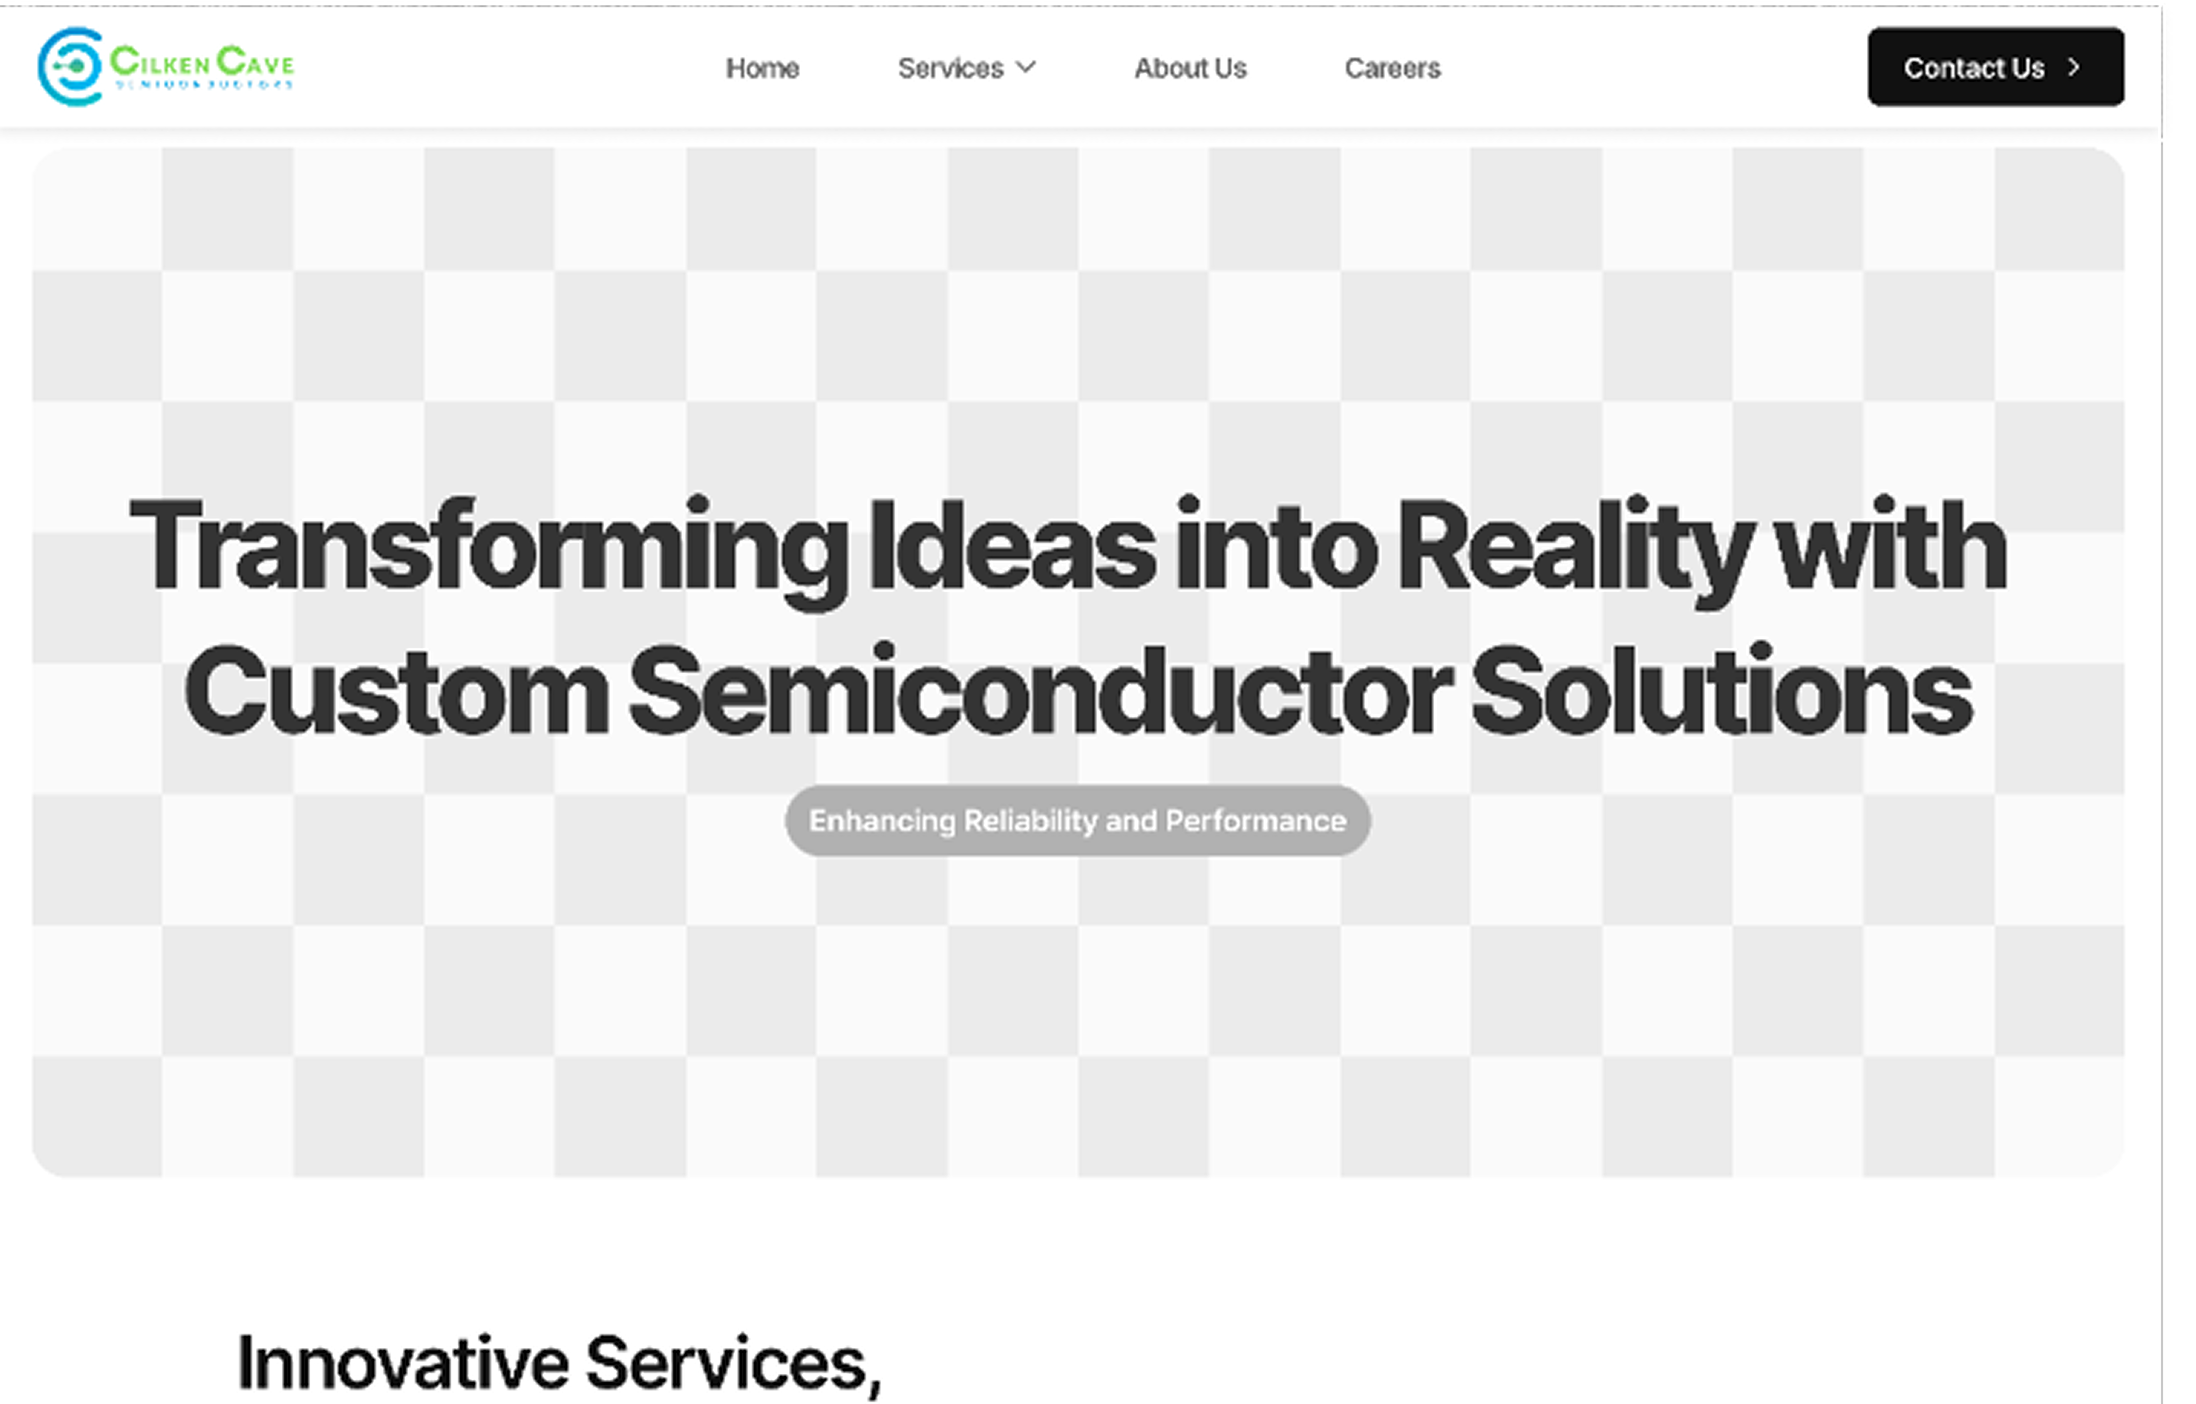 CILKEN CAVE
SEMICONDUCTORS
Home
Services
About Us
Careers
Contact Us
Transforming Ideas into Reality with
Custom Semiconductor Solutions
Enhancing Reliability and Performance
Innovative Services,